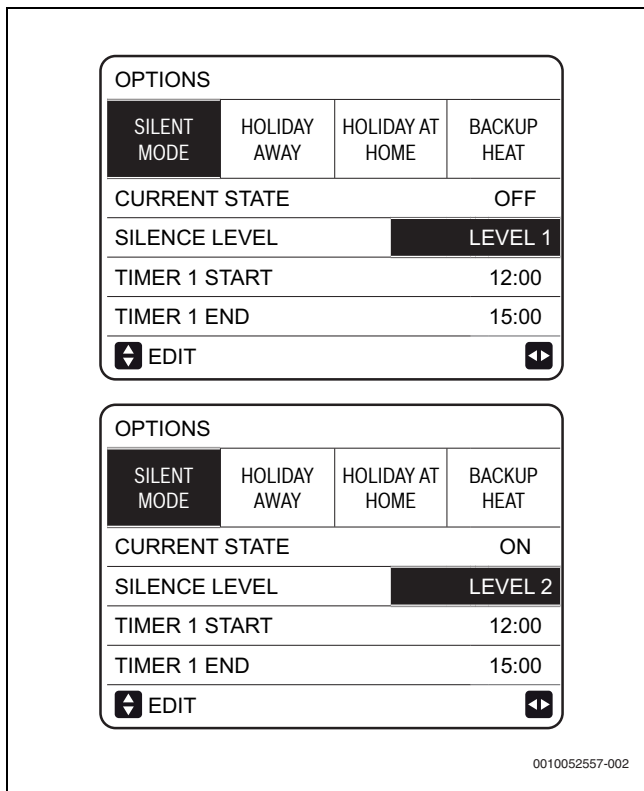 OPTIONS
SILENT MODE
HOLIDAY AWAY
HOLIDAY AT HOME
BACKUP HEAT
CURRENT STATE OFF
SILENCE LEVEL LEVEL 1
TIMER 1 START 12:00
TIMER 1 END 15:00
EDIT
OPTIONS
SILENT MODE
HOLIDAY AWAY
HOLIDAY AT HOME
BACKUP HEAT
CURRENT STATE ON
SILENCE LEVEL LEVEL 2
TIMER 1 START 12:00
TIMER 1 END 15:00
EDIT
0010052557-002